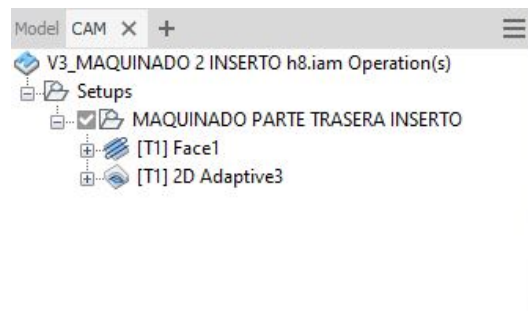 Model CAM
V3_MAQUINADO 2 INSERTO h8.iam Operation(s)
Setups
MAQUINADO PARTE TRASERA INSERTO
[T1] Face1
[T1] 2D Adaptive3